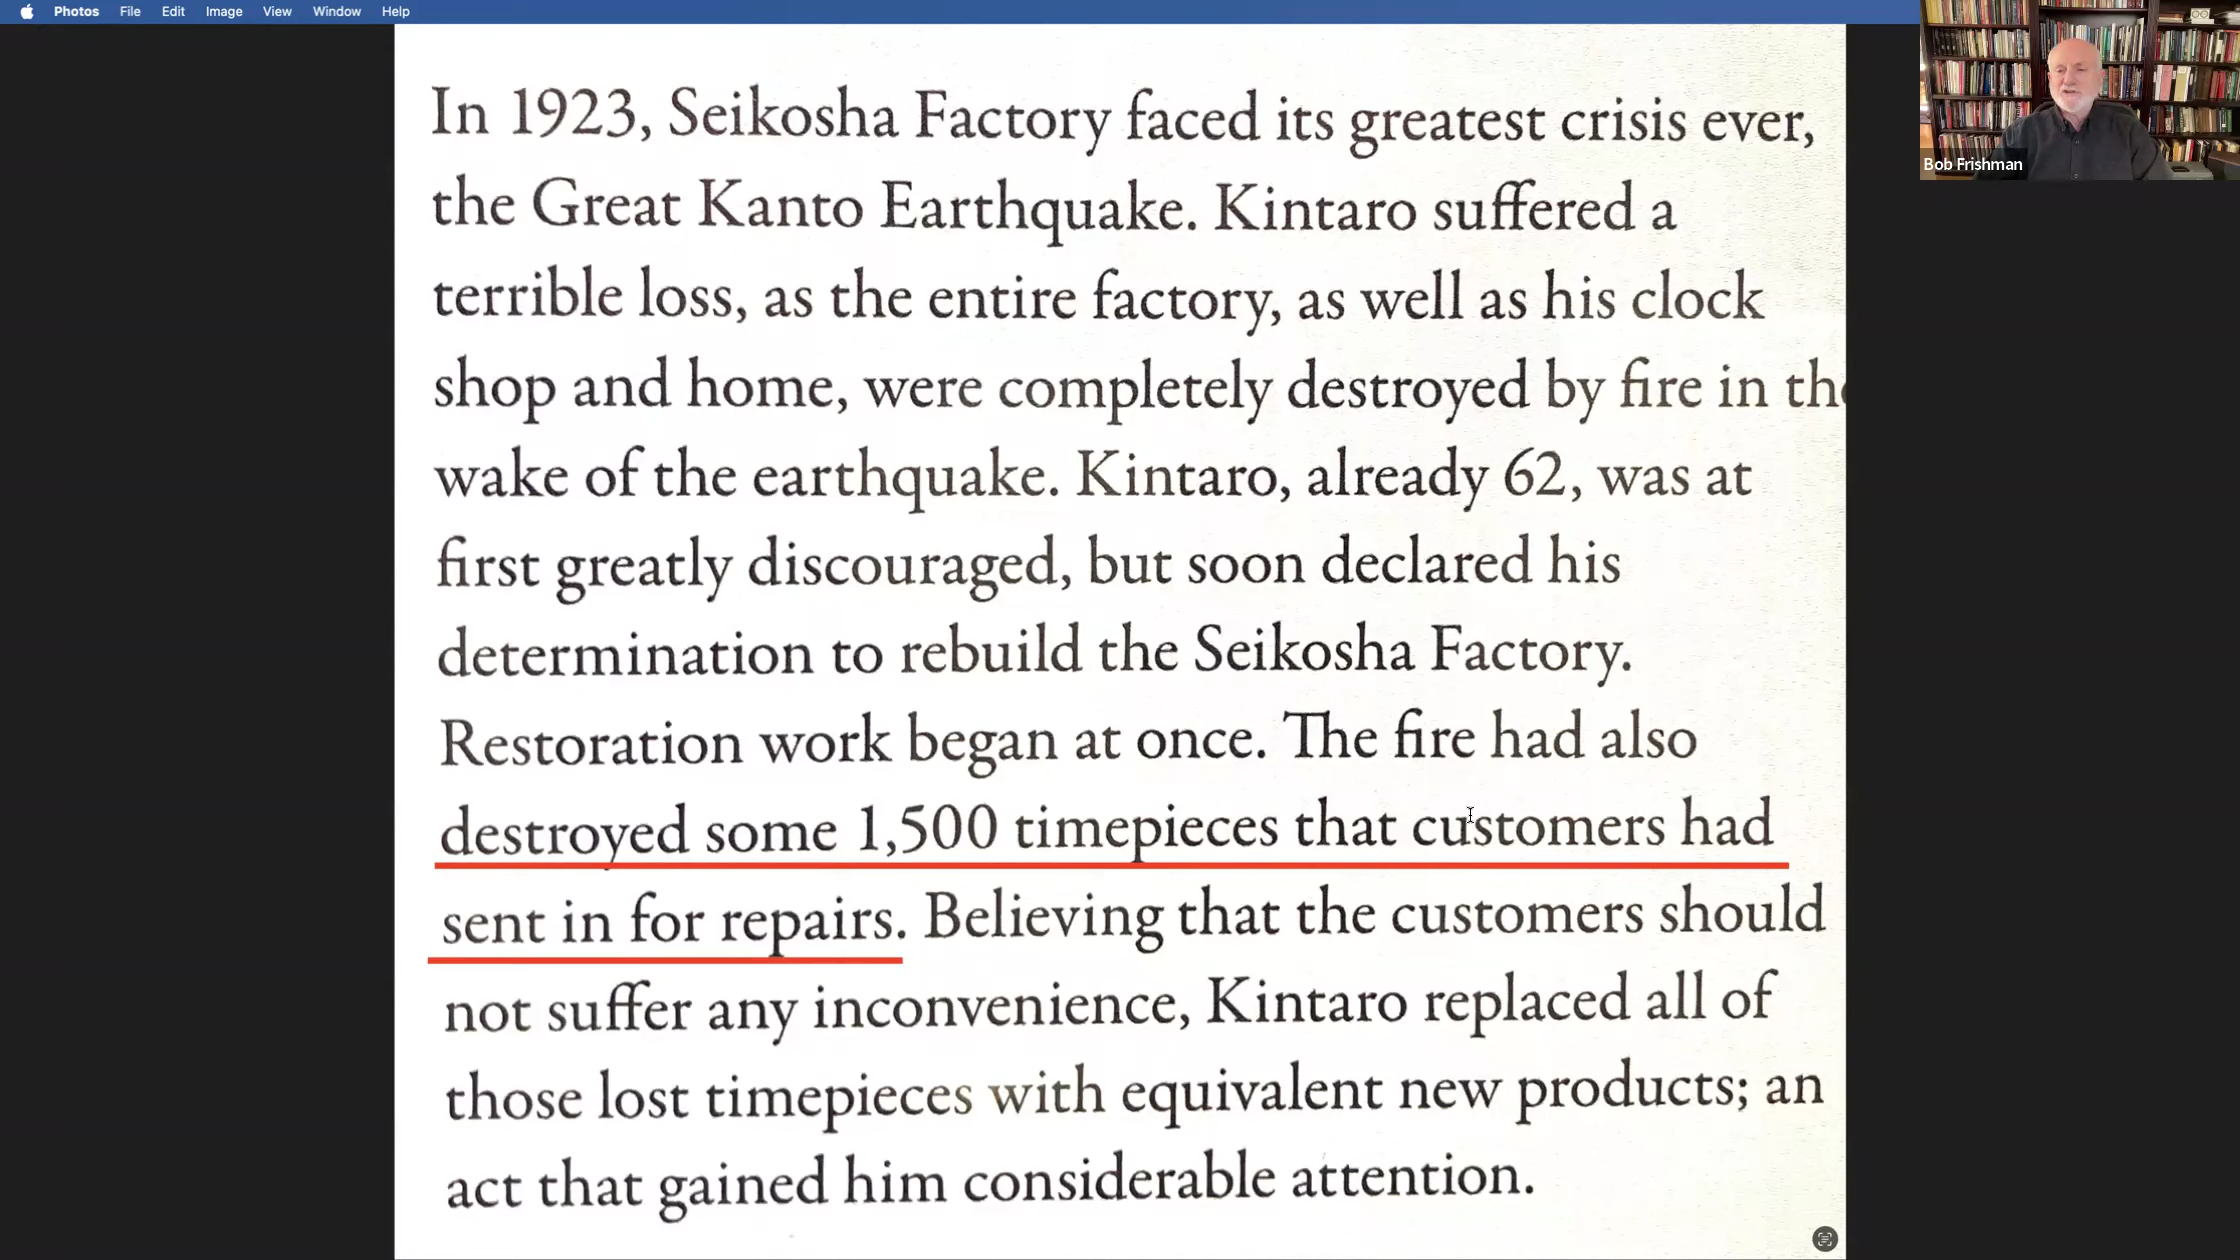 Photos File Edit Image View Window Help
In 1923, Seikosha Factory faced its greatest crisis ever,
the Great Kanto Earthquake. Kintaro suffered a
terrible loss, as the entire factory, as well as his clock
shop and home, were completely destroyed by fire in the
wake of the earthquake. Kintaro, already 62, was at
first greatly discouraged, but soon declared his
determination to rebuild the Seikosha Factory.
Restoration work began at once. The fire had also
destroyed some 1,500 timepieces that customers had
sent in for repairs. Believing that the customers should
not suffer any inconvenience, Kintaro replaced all of
those lost timepieces with equivalent new products; an
act that gained him considerable attention.
Bob Frishman